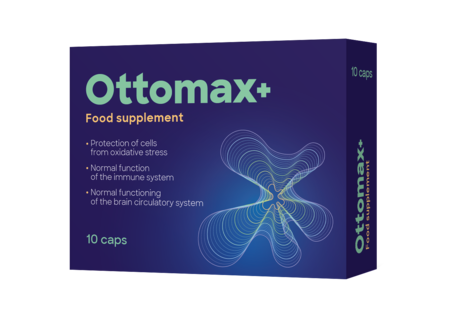 Ottomax+
Food supplement
• Protection of cells
from oxidative stress
• Normal function
of the immune system
• Normal functioning
of the brain circulatory system
10 caps
10 caps
Ottomax+
Food supplement